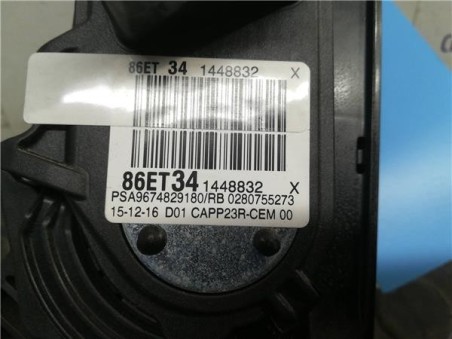 86ET 34 1448832 X
86ET34 1448832 X
PSA9674829180/RB 0280755273
15-12-16 D01 CAPP23R-CEM 00